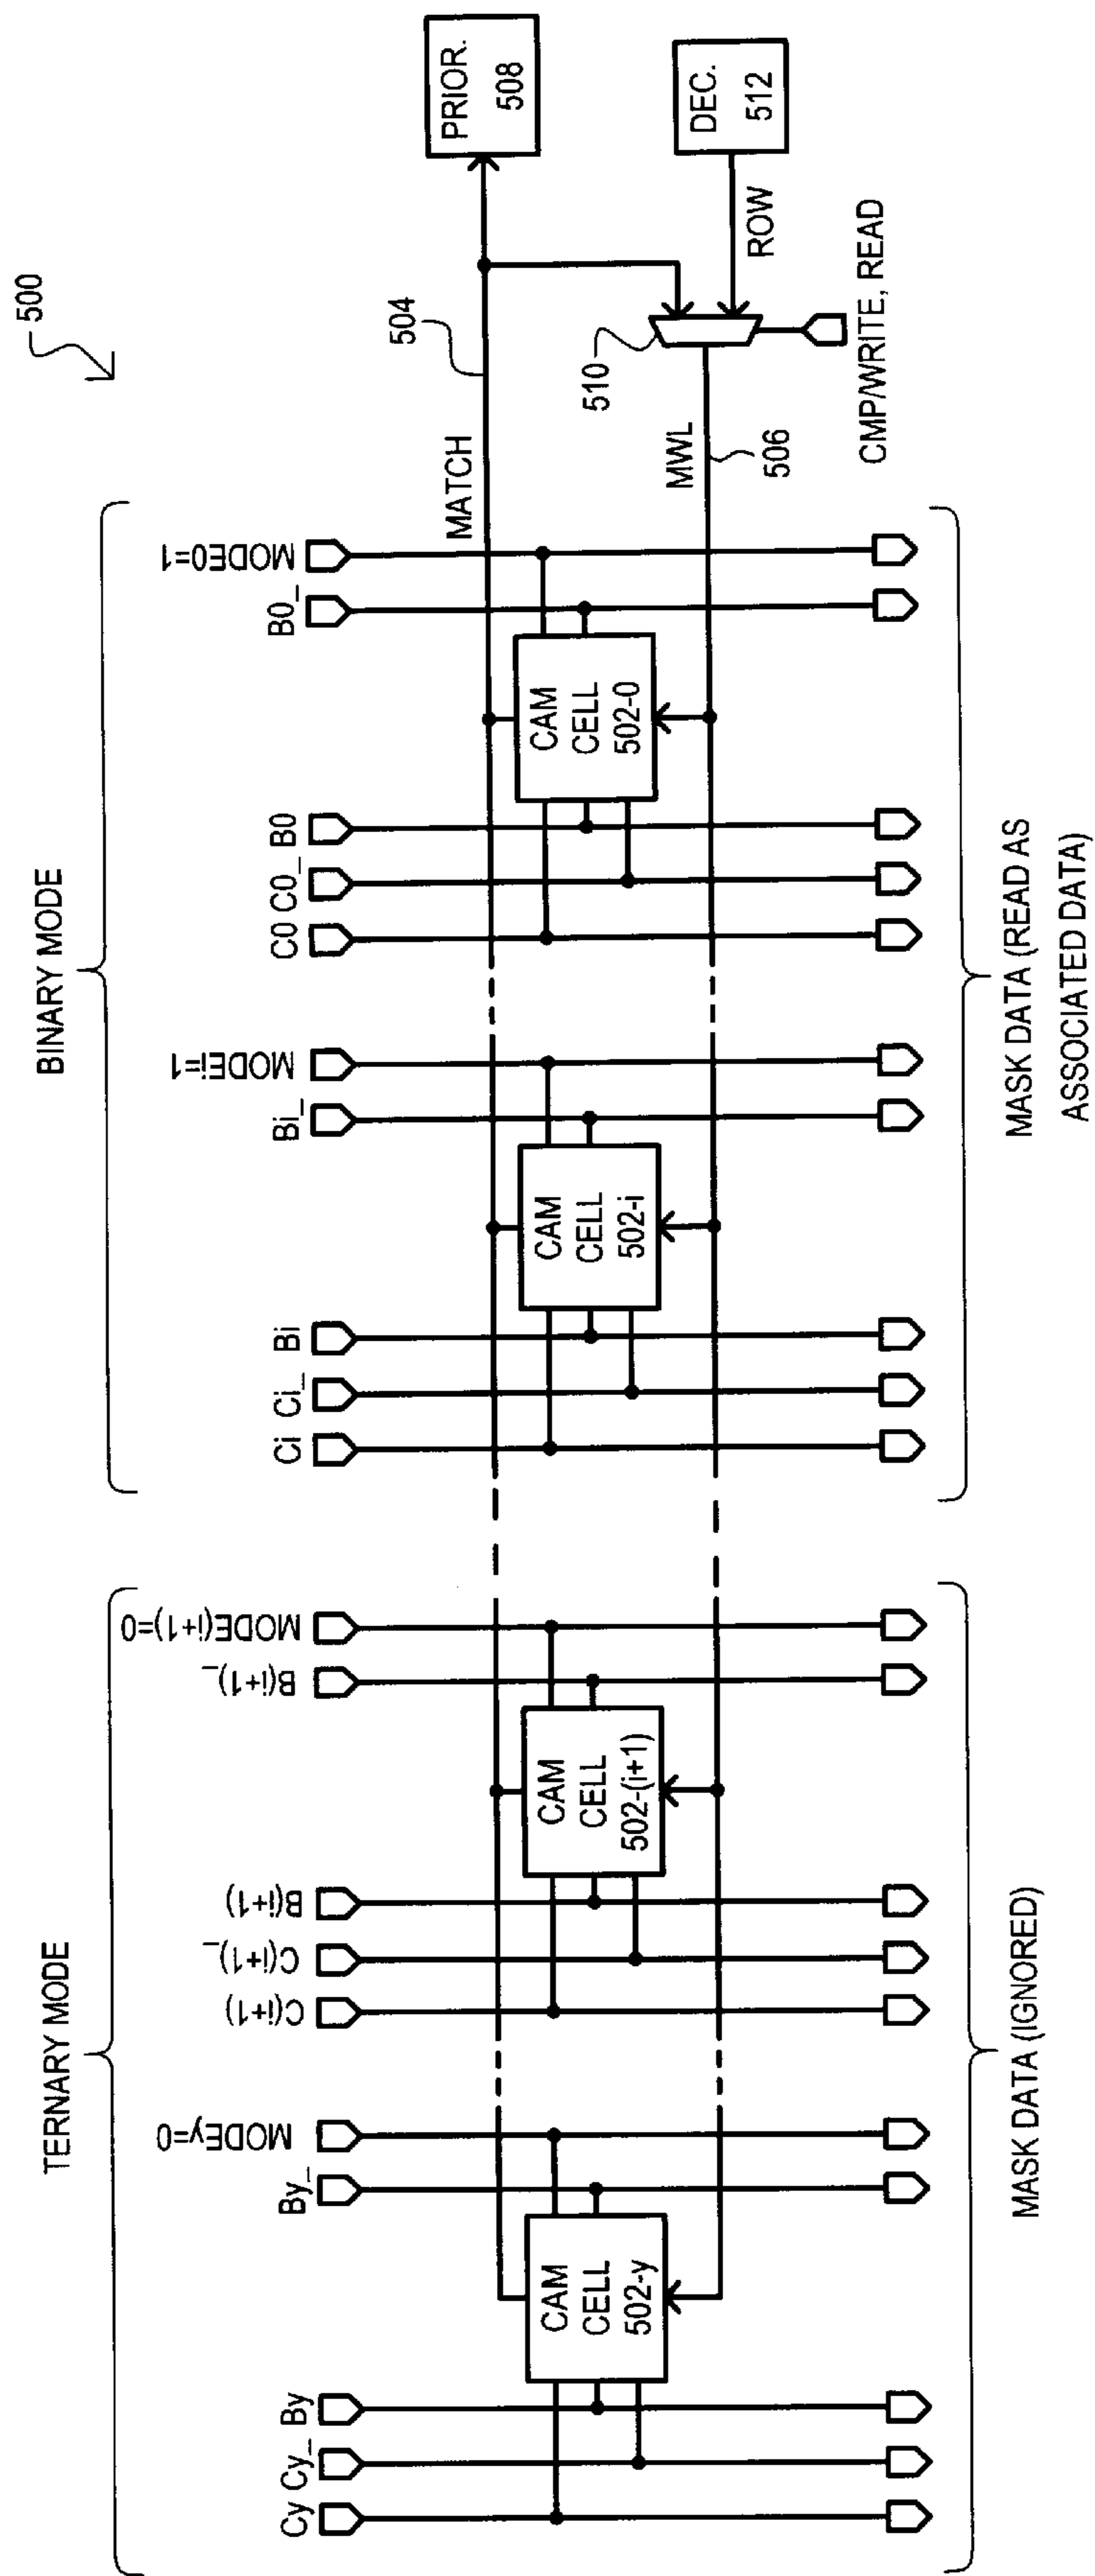 500
TERNARY MODE
BINARY MODE
Cy
Cy_
By
By_
MODEy=0
C(i+1)
C(i+1)_
B(i+1)
B(i+1)_
MODE(i+1)=0
Ci
Ci_
Bi
Bi_
MODEi=1
C0
C0_
B0
B0_
MODE0=1
MATCH
504
PRIOR.
508
CAM
CELL
502-y
CAM
CELL
502-(i+1)
CAM
CELL
502-i
CAM
CELL
502-0
510
MWL
506
ROW
DEC.
512
CMP/WRITE, READ
MASK DATA (IGNORED)
MASK DATA (READ AS
ASSOCIATED DATA)